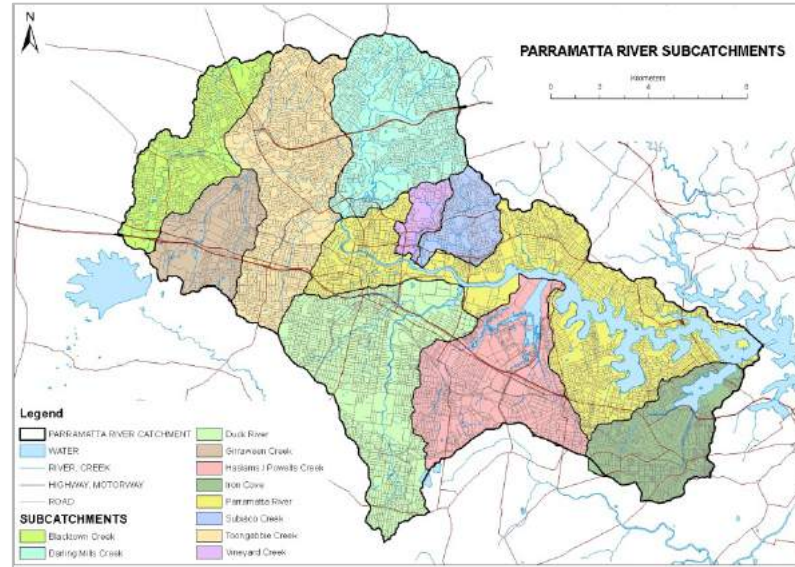 N
PARRAMATTA RIVER SUBCATCHMENTS
Kilometers
0 2 4 8
Legend
PARRAMATTA RIVER CATCHMENT
WATER
RIVER, CREEK
HIGHWAY, MOTORWAY
ROAD
SUBCATCHMENTS
Blacktown Creek
Darling Mills Creek
Duck River
Girraween Creek
Haslams / Powells Creek
Iron Cove
Parramatta River
Subiaco Creek
Toongabbie Creek
Vineyard Creek